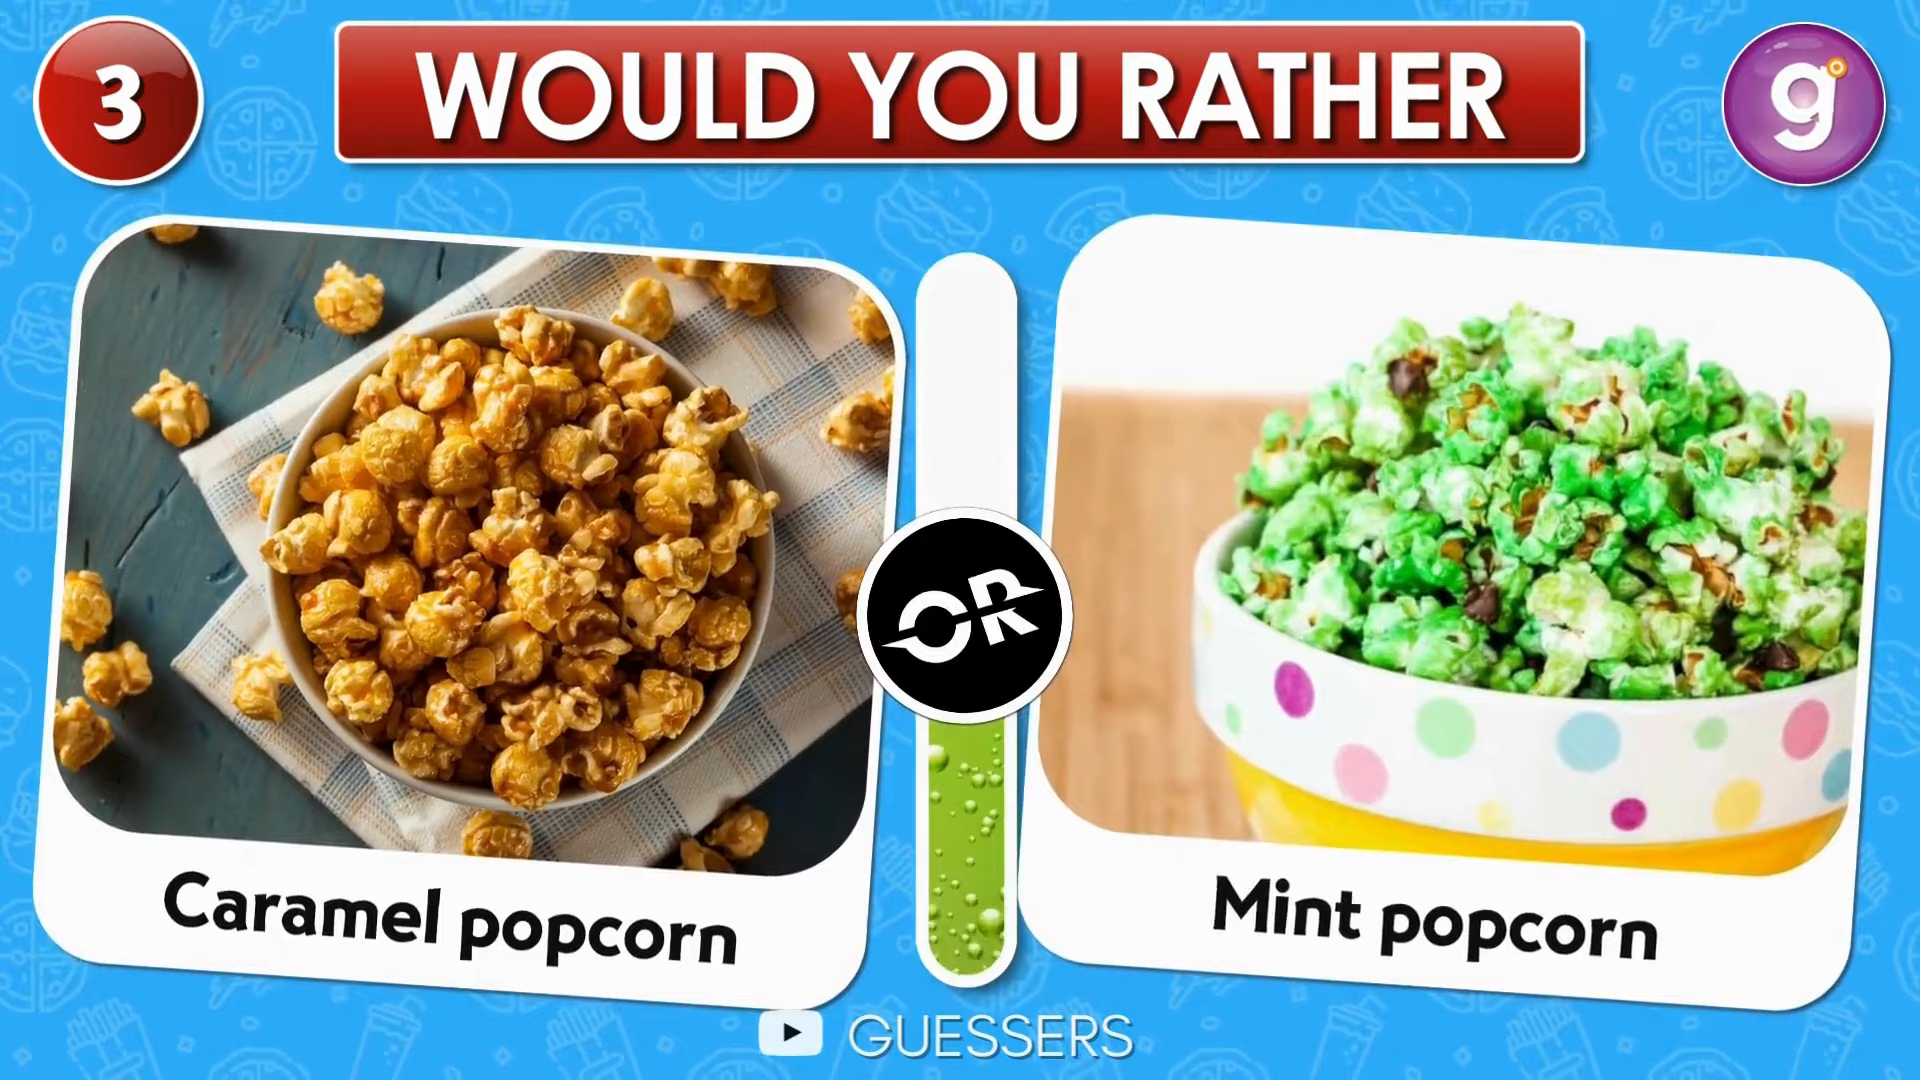 3
WOULD YOU RATHER
g
OR
Caramel popcorn
Mint popcorn
GUESSERS